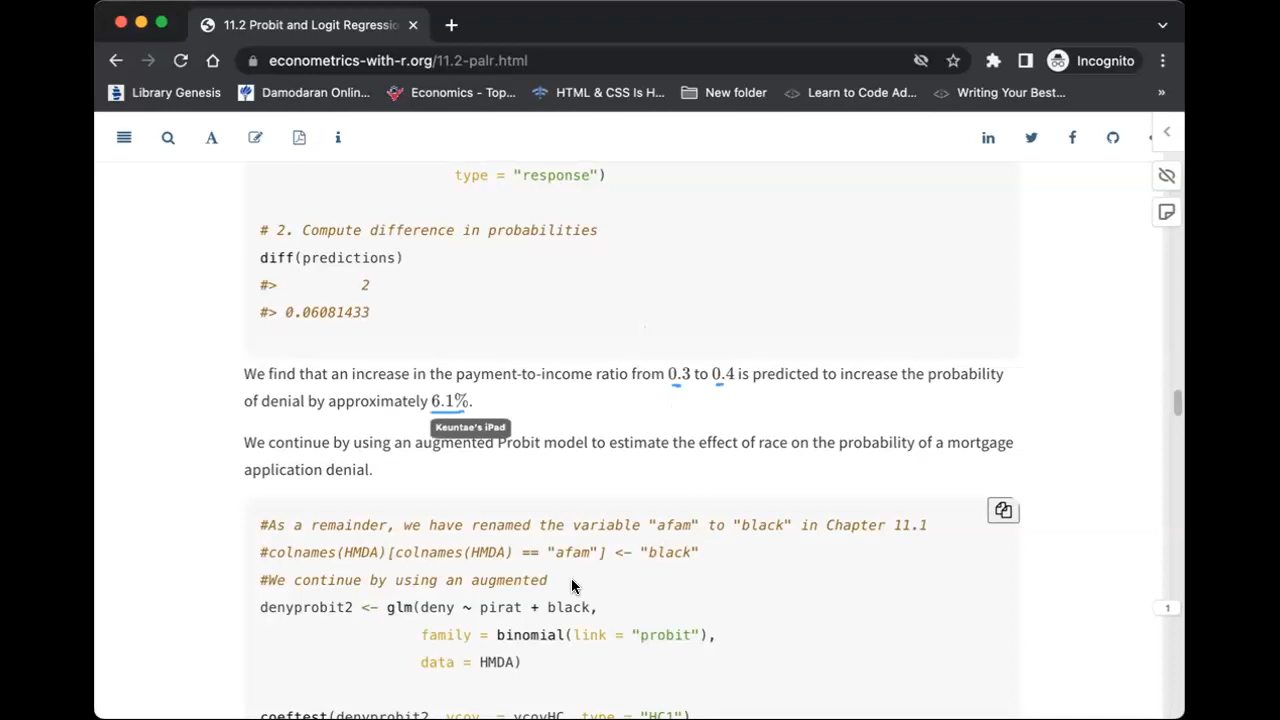 11.2 Probit and Logit Regressio
econometrics-with-r.org/11.2-palr.html
Incognito
Library Genesis
Damodaran Onlin...
Economics - Top...
HTML & CSS Is H...
New folder
Learn to Code Ad...
Writing Your Best...
»
type = "response")
# 2. Compute difference in probabilities
diff(predictions)
#> 2
#> 0.06081433
We find that an increase in the payment-to-income ratio from 0.3 to 0.4 is predicted to increase the probability
of denial by approximately 6.1%.
Keuntae's iPad
We continue by using an augmented Probit model to estimate the effect of race on the probability of a mortgage
application denial.
#As a remainder, we have renamed the variable "afam" to "black" in Chapter 11.1
#colnames(HMDA)[colnames(HMDA) == "afam"] <- "black"
#We continue by using an augmented
denyprobit2 <- glm(deny ~ pirat + black,
1
family = binomial(link = "probit"),
data = HMDA)
coeftest(denyprobit2, vcov. = vcovHC, type = "HC1")